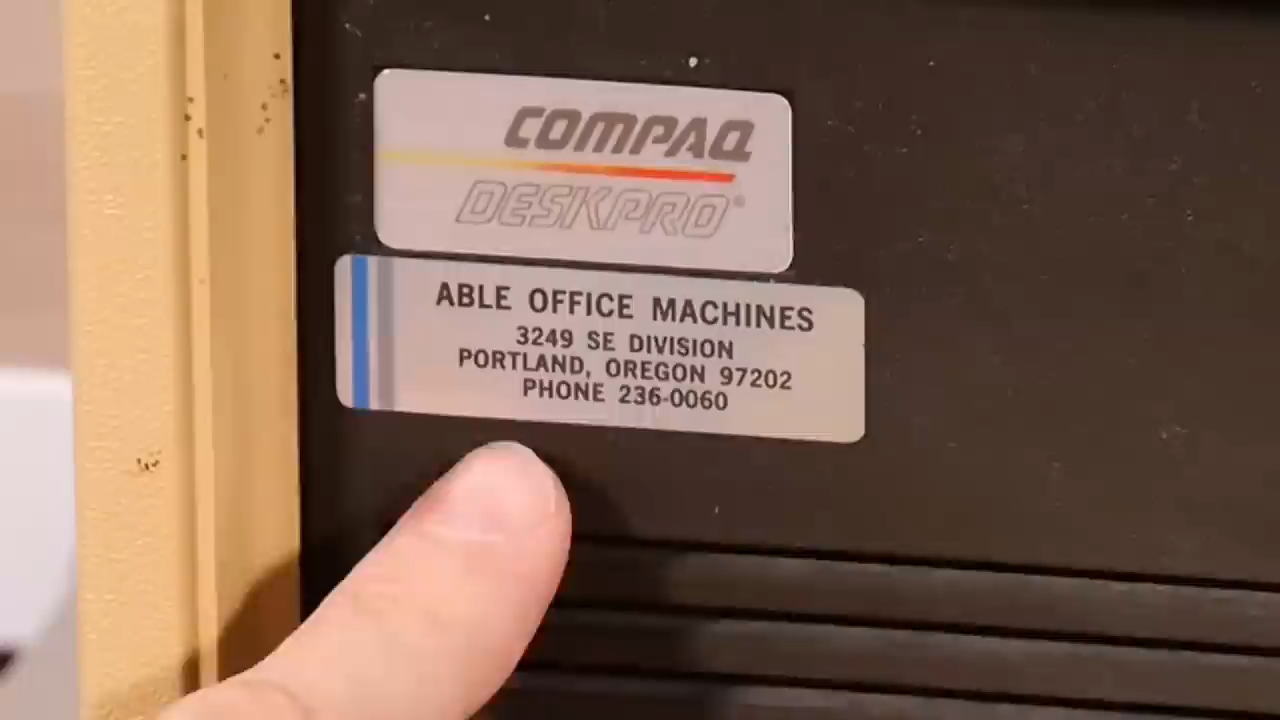 COMPAQ
DESKPRO®
ABLE OFFICE MACHINES
3249 SE DIVISION
PORTLAND, OREGON 97202
PHONE 236-0060